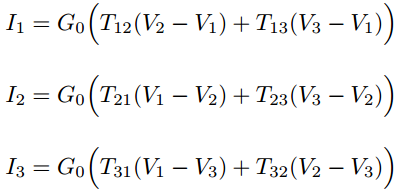 I₁ = G₀(T₁₂(V₂ − V₁) + T₁₃(V₃ − V₁))
I₂ = G₀(T₂₁(V₁ − V₂) + T₂₃(V₃ − V₂))
I₃ = G₀(T₃₁(V₁ − V₃) + T₃₂(V₂ − V₃))